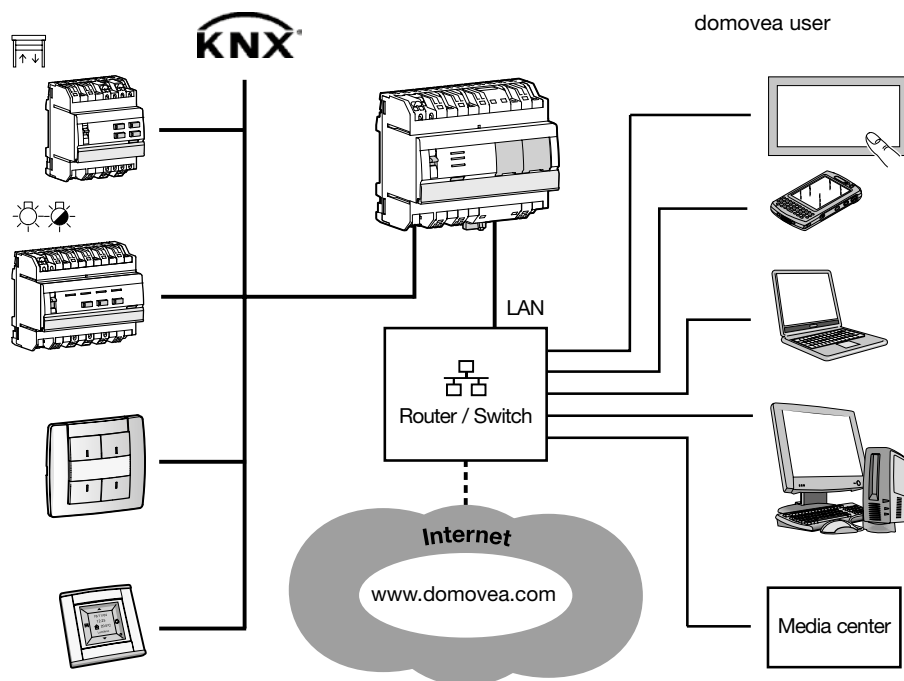 KNX
domovea user
LAN
Router / Switch
Internet
www.domovea.com
Media center